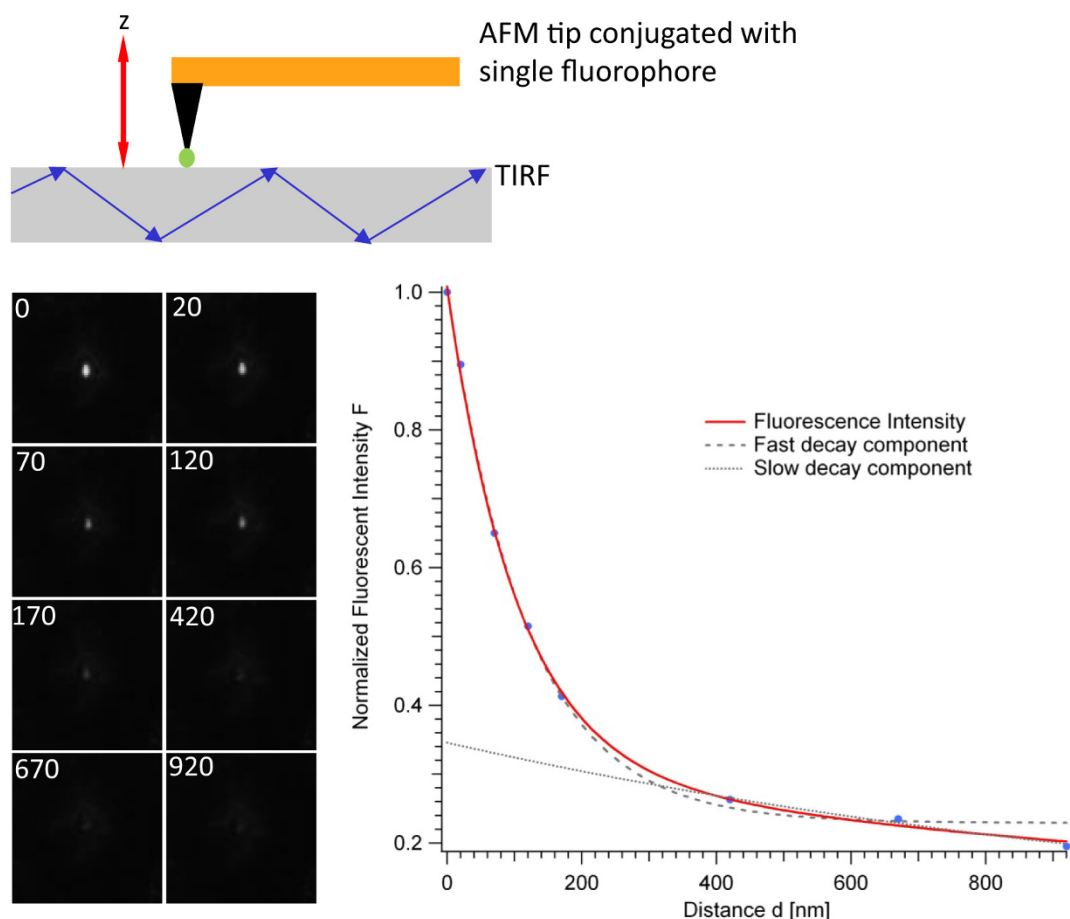 z
AFM tip conjugated with
single fluorophore
TIRF
0
20
70
120
170
420
670
920
Normalized Fluorescent Intensity F
1.0
0.8
0.6
0.4
0.2
Fluorescence Intensity
Fast decay component
Slow decay component
0
200
400
600
800
Distance d [nm]